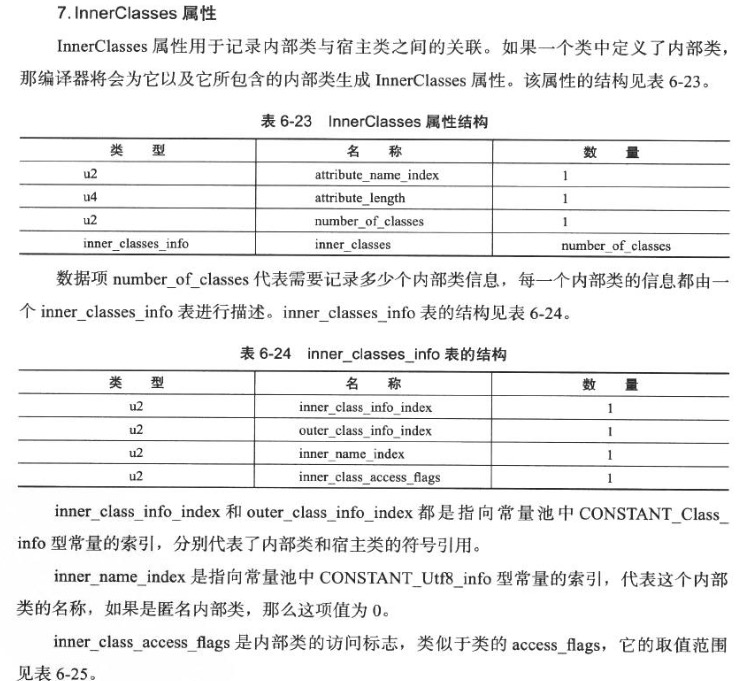 7. InnerClasses 属性
InnerClasses 属性用于记录内部类与宿主类之间的关联。如果一个类中定义了内部类，
那编译器将会为它以及它所包含的内部类生成 InnerClasses 属性。该属性的结构见表 6-23。
表 6-23 InnerClasses 属性结构
类 型 名 称 数 量
u2 attribute_name_index 1
u4 attribute_length 1
u2 number_of_classes 1
inner_classes_info inner_classes number_of_classes
数据项 number_of_classes 代表需要记录多少个内部类信息，每一个内部类的信息都由一
个 inner_classes_info 表进行描述。inner_classes_info 表的结构见表 6-24。
表 6-24 inner_classes_info 表的结构
类 型 名 称 数 量
u2 inner_class_info_index 1
u2 outer_class_info_index 1
u2 inner_name_index 1
u2 inner_class_access_flags 1
inner_class_info_index 和 outer_class_info_index 都是指向常量池中 CONSTANT_Class_
info 型常量的索引，分别代表了内部类和宿主类的符号引用。
inner_name_index 是指向常量池中 CONSTANT_Utf8_info 型常量的索引，代表这个内部
类的名称，如果是匿名内部类，那么这项值为 0。
inner_class_access_flags 是内部类的访问标志，类似于类的 access_flags，它的取值范围
见表 6-25。